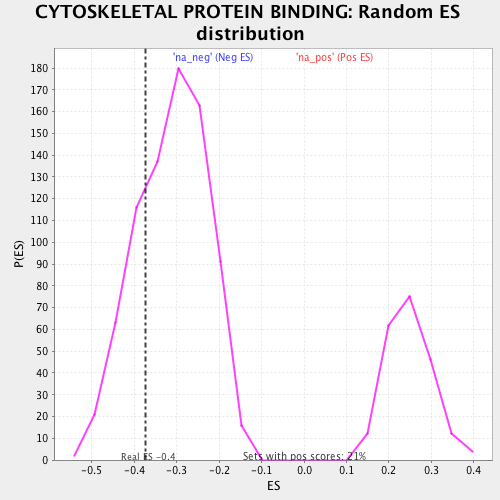 CYTOSKELETAL PROTEIN BINDING: Random ES
distribution
'na_neg' (Neg ES) 'na_pos' (Pos ES)
180
170
160
150
140
130
120
110
100
90
80
70
60
50
40
30
20
10
0
P(ES)
Real ES -0.4 Sets with pos scores: 21%
-0.5 -0.4 -0.3 -0.2 -0.1 0.0 0.1 0.2 0.3 0.4
ES